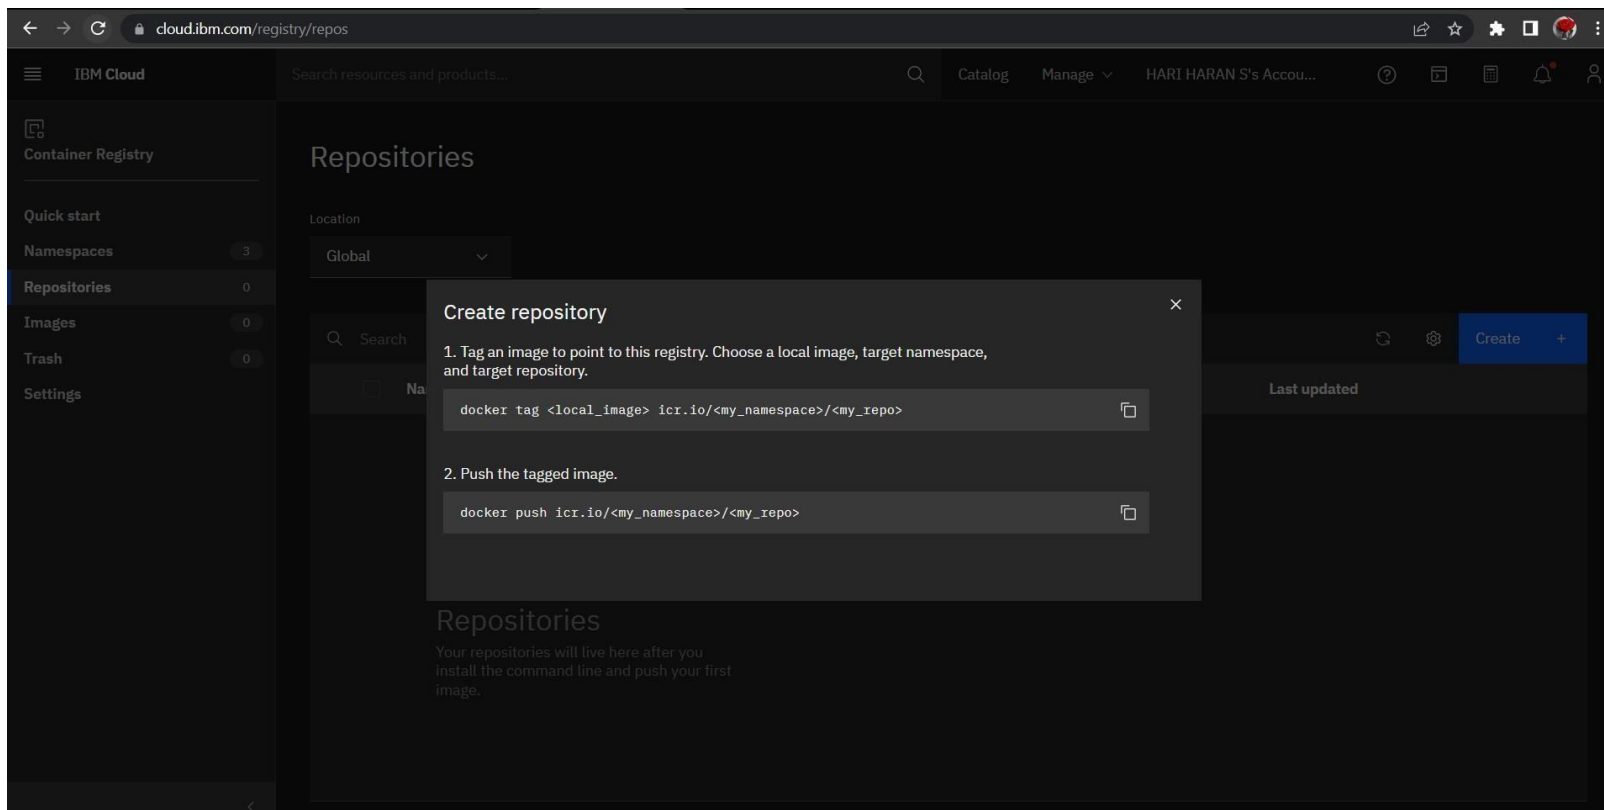 cloud.ibm.com/registry/repos
IBM Cloud
Search resources and products...
Catalog
Manage
HARI HARAN S's Accou...
Container Registry
Quick start
Namespaces 3
Repositories 0
Images 0
Trash 0
Settings
Repositories
Location
Global
Search
Create +
Na
Last updated
Create repository
1. Tag an image to point to this registry. Choose a local image, target namespace,
and target repository.
docker tag <local_image> icr.io/<my_namespace>/<my_repo>
2. Push the tagged image.
docker push icr.io/<my_namespace>/<my_repo>
Repositories
Your repositories will live here after you
install the command line and push your first
image.